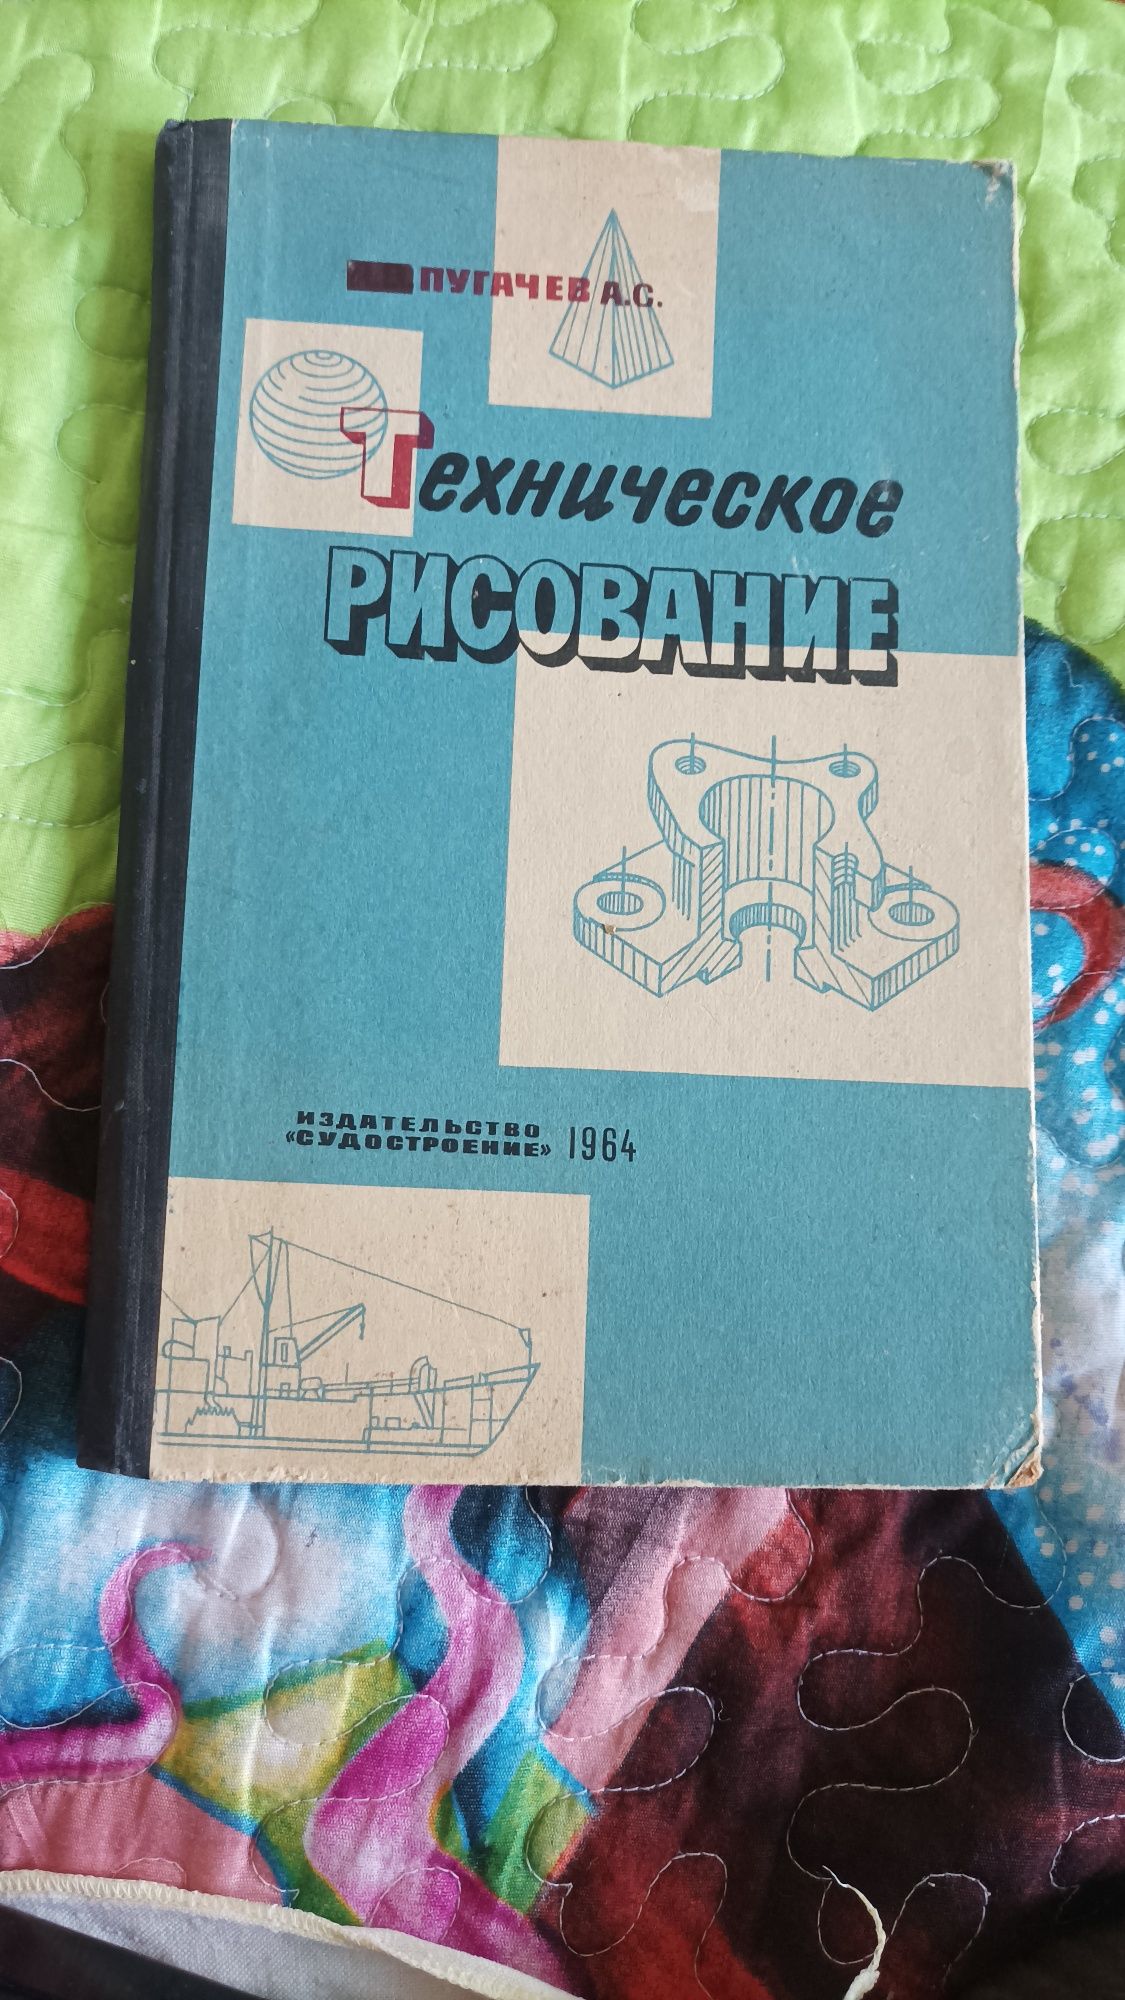 ПУГАЧЕВ А.С.
Техническое
РИСОВАНИЕ
ИЗДАТЕЛЬСТВО
«СУДОСТРОЕНИЕ» 1964